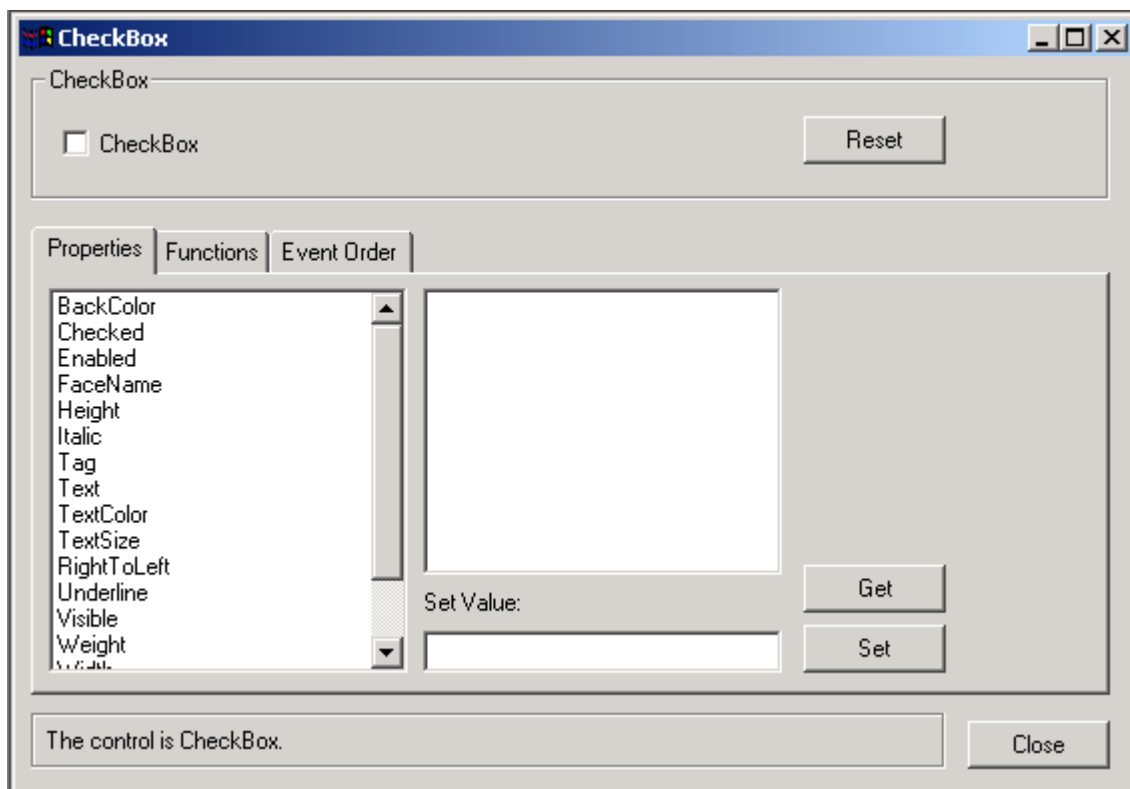 CheckBox
CheckBox
CheckBox
Reset
Properties
Functions
Event Order
BackColor
Checked
Enabled
FaceName
Height
Italic
Tag
Text
TextColor
TextSize
RightToLeft
Underline
Visible
Weight
Width
Set Value:
Get
Set
The control is CheckBox.
Close